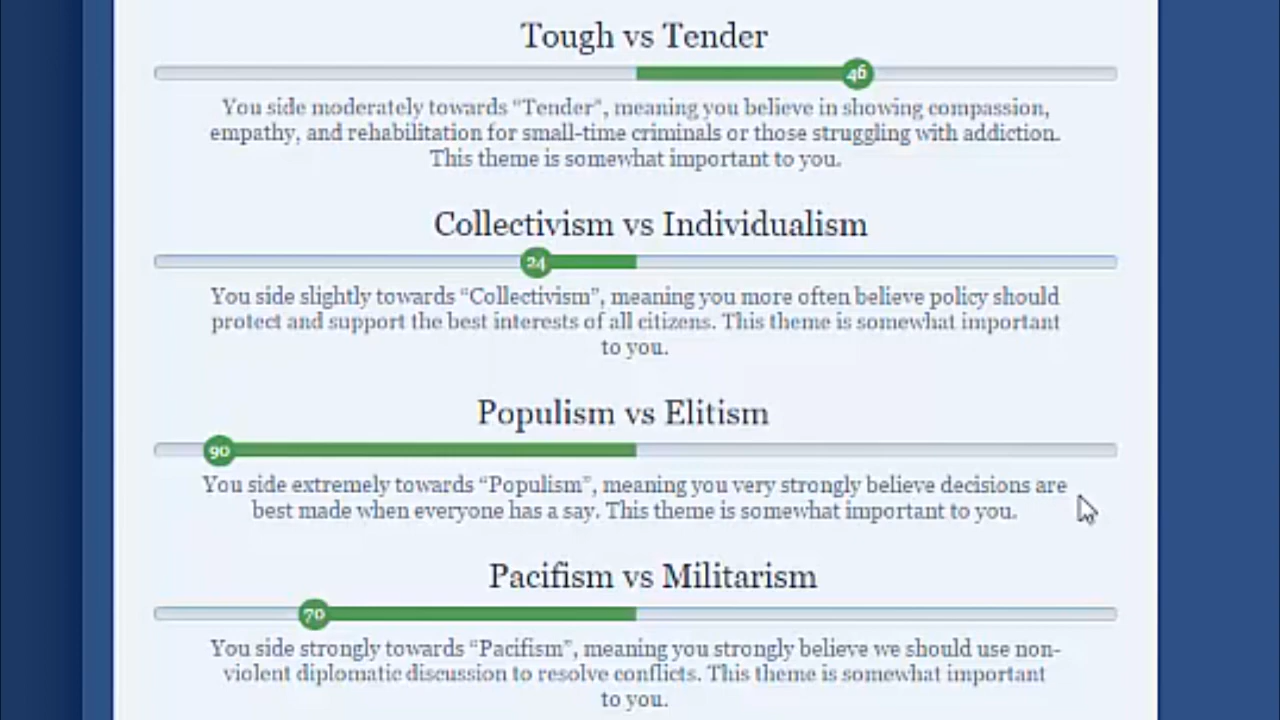 Tough vs Tender
46
You side moderately towards “Tender”, meaning you believe in showing compassion,
empathy, and rehabilitation for small-time criminals or those struggling with addiction.
This theme is somewhat important to you.
Collectivism vs Individualism
24
You side slightly towards “Collectivism”, meaning you more often believe policy should
protect and support the best interests of all citizens. This theme is somewhat important
to you.
Populism vs Elitism
90
You side extremely towards “Populism”, meaning you very strongly believe decisions are
best made when everyone has a say. This theme is somewhat important to you.
Pacifism vs Militarism
70
You side strongly towards “Pacifism”, meaning you strongly believe we should use non-
violent diplomatic discussion to resolve conflicts. This theme is somewhat important
to you.